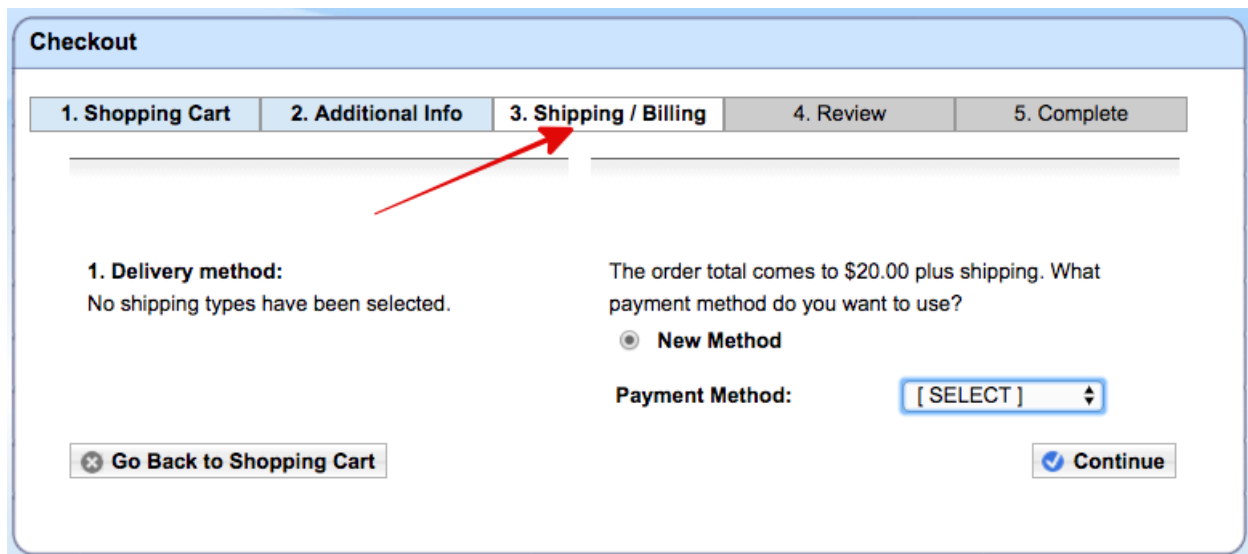 Checkout
1. Shopping Cart
2. Additional Info
3. Shipping / Billing
4. Review
5. Complete
1. Delivery method:
No shipping types have been selected.
The order total comes to $20.00 plus shipping. What
payment method do you want to use?
New Method
Payment Method:
[ SELECT ]
Go Back to Shopping Cart
Continue